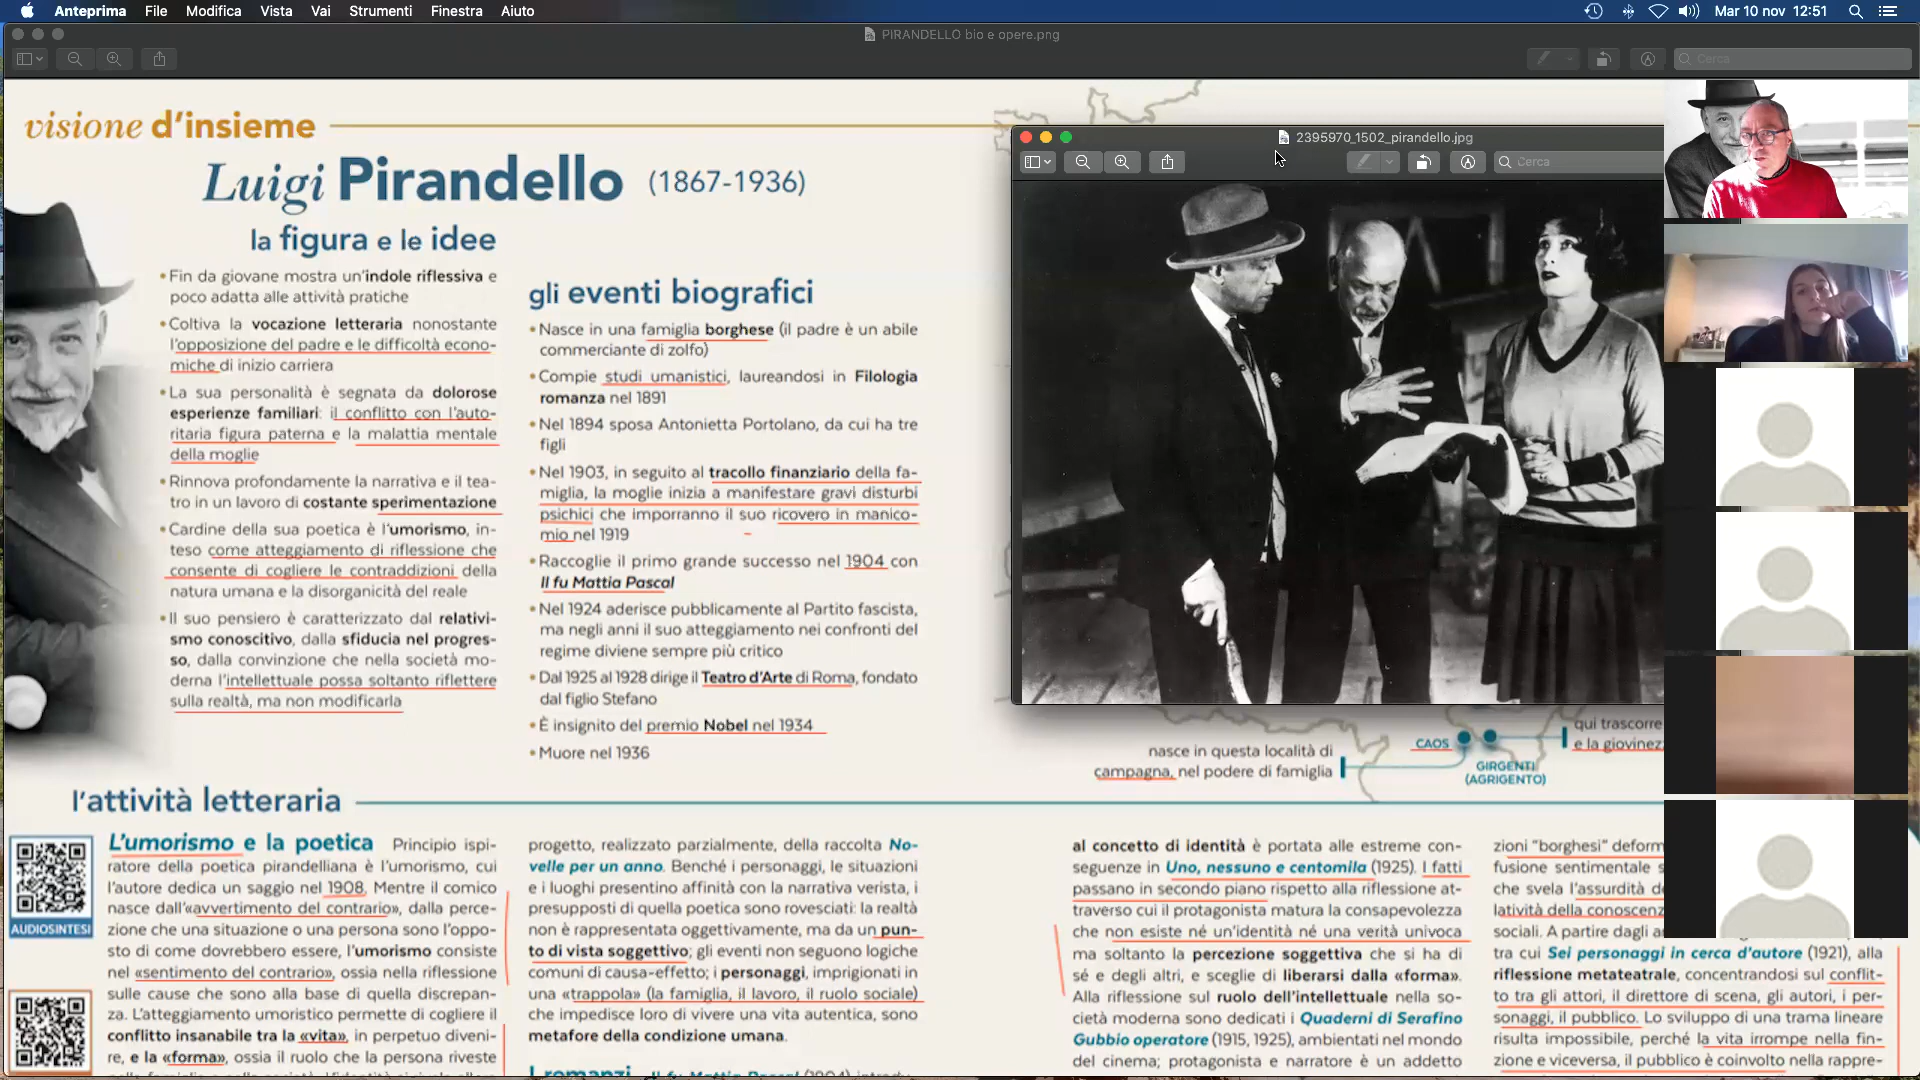 Anteprima File Modifica Vista Vai Strumenti Finestra Aiuto
Mar 10 nov 12:51
PIRANDELLO bio e opere.png
Cerca
visione d'insieme
Luigi Pirandello (1867-1936)
la figura e le idee
•Fin da giovane mostra un'indole riflessiva e
poco adatta alle attività pratiche
•Coltiva la vocazione letteraria nonostante
l'opposizione del padre e le difficoltà econo-
miche di inizio carriera
•La sua personalità è segnata da dolorose
esperienze familiari: il conflitto con l'auto-
ritaria figura paterna e la malattia mentale
della moglie
•Rinnova profondamente la narrativa e il tea-
tro in un lavoro di costante sperimentazione
•Cardine della sua poetica è l'umorismo, in-
teso come atteggiamento di riflessione che
consente di cogliere le contraddizioni della
natura umana e la disorganicità del reale
•Il suo pensiero è caratterizzato dal relativi-
smo conoscitivo, dalla sfiducia nel progres-
so, dalla convinzione che nella società mo-
derna l'intellettuale possa soltanto riflettere
sulla realtà, ma non modificarla
gli eventi biografici
•Nasce in una famiglia borghese (il padre è un abile
commerciante di zolfo)
•Compie studi umanistici, laureandosi in Filologia
romanza nel 1891
•Nel 1894 sposa Antonietta Portolano, da cui ha tre
figli
•Nel 1903, in seguito al tracollo finanziario della fa-
miglia, la moglie inizia a manifestare gravi disturbi
psichici che imporranno il suo ricovero in manico-
mio nel 1919
•Raccoglie il primo grande successo nel 1904 con
Il fu Mattia Pascal
•Nel 1924 aderisce pubblicamente al Partito fascista,
ma negli anni il suo atteggiamento nei confronti del
regime diviene sempre più critico
•Dal 1925 al 1928 dirige il Teatro d'Arte di Roma, fondato
dal figlio Stefano
•È insignito del premio Nobel nel 1934
•Muore nel 1936
2395970_1502_pirandello.jpg
Cerca
nasce in questa località di
campagna, nel podere di famiglia
CAOS
GIRGENTI
(AGRIGENTO)
qui trascorre
e la giovinez
l'attività letteraria
AUDIOSINTESI
L'umorismo e la poetica Principio ispi-
ratore della poetica pirandelliana è l'umorismo, cui
l'autore dedica un saggio nel 1908. Mentre il comico
nasce dall'«avvertimento del contrario», dalla perce-
zione che una situazione o una persona sono l'oppo-
sto di come dovrebbero essere, l'umorismo consiste
nel «sentimento del contrario», ossia nella riflessione
sulle cause che sono alla base di quella discrepan-
za. L'atteggiamento umoristico permette di cogliere il
conflitto insanabile tra la «vita», in perpetuo diveni-
re, e la «forma», ossia il ruolo che la persona riveste
progetto, realizzato parzialmente, della raccolta No-
velle per un anno. Benché i personaggi, le situazioni
e i luoghi presentino affinità con la narrativa verista, i
presupposti di quella poetica sono rovesciati: la realtà
non è rappresentata oggettivamente, ma da un pun-
to di vista soggettivo; gli eventi non seguono logiche
comuni di causa-effetto; i personaggi, imprigionati in
una «trappola» (la famiglia, il lavoro, il ruolo sociale)
che impedisce loro di vivere una vita autentica, sono
metafore della condizione umana.
I romanzi Il fu Mattia Pascal (1904)
al concetto di identità è portata alle estreme con-
seguenze in Uno, nessuno e centomila (1925). I fatti
passano in secondo piano rispetto alla riflessione at-
traverso cui il protagonista matura la consapevolezza
che non esiste né un'identità né una verità univoca
ma soltanto la percezione soggettiva che si ha di
sé e degli altri, e sceglie di liberarsi dalla «forma».
Alla riflessione sul ruolo dell'intellettuale nella so-
cietà moderna sono dedicati i Quaderni di Serafino
Gubbio operatore (1915, 1925), ambientati nel mondo
del cinema; protagonista e narratore è un addetto
zioni "borghesi" deform
fusione sentimentale s
che svela l'assurdità de
latività della conoscenz
sociali. A partire dagli a
tra cui Sei personaggi in cerca d'autore (1921), alla
riflessione metateatrale, concentrandosi sul conflit-
to tra gli attori, il direttore di scena, gli autori, i per-
sonaggi, il pubblico. Lo sviluppo di una trama lineare
risulta impossibile, perché la vita irrompe nella fin-
zione e viceversa, il pubblico è coinvolto nella rappre-